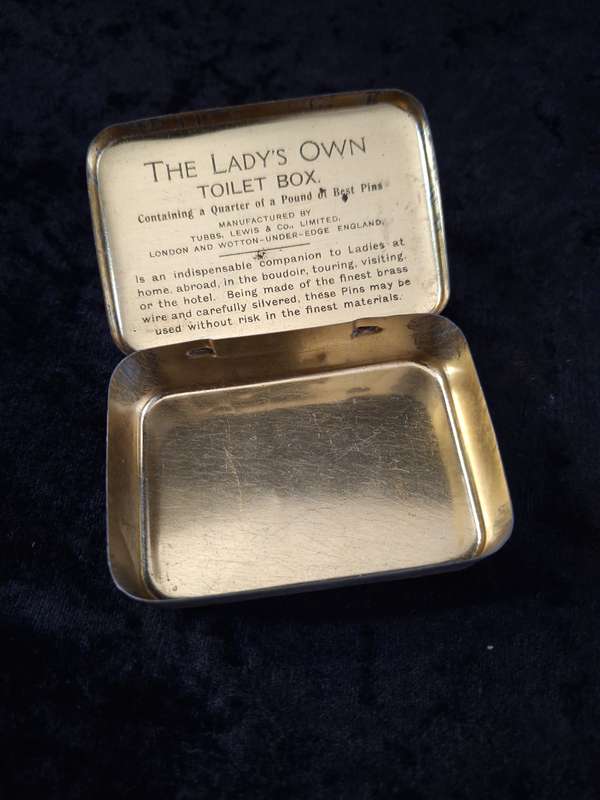 THE LADY'S OWN
TOILET BOX.
Containing a Quarter of a Pound of Best Pins
MANUFACTURED BY
TUBBS, LEWIS & CO., LIMITED,
LONDON AND WOTTON-UNDER-EDGE ENGLAND,
Is an indispensable companion to Ladies at
home, abroad, in the boudoir, touring, visiting,
or the hotel. Being made of the finest brass
wire and carefully silvered, these Pins may be
used without risk in the finest materials.